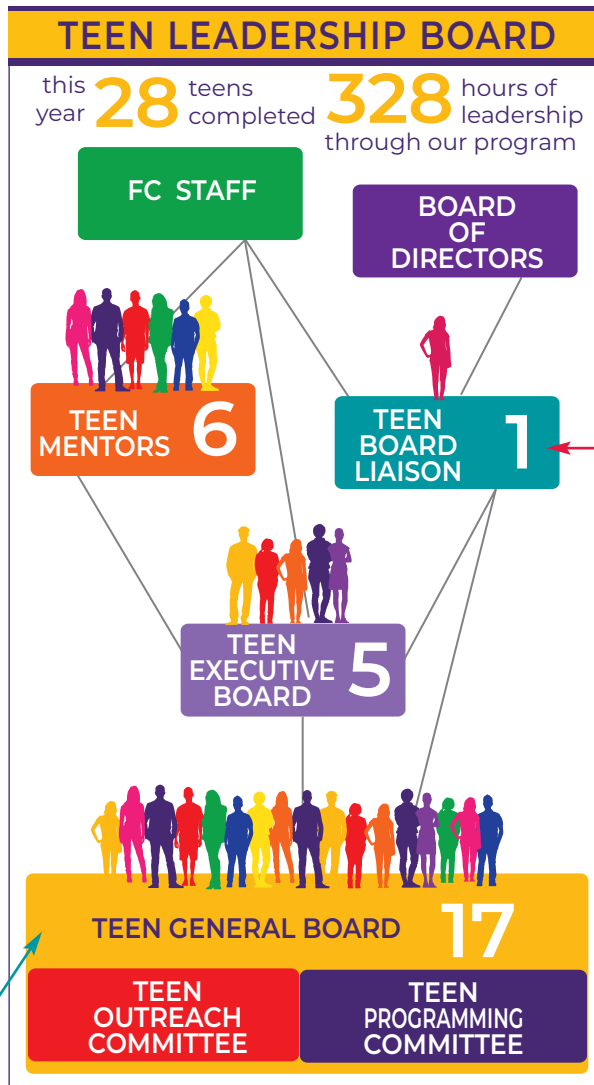 TEEN LEADERSHIP BOARD
this year 28 teens completed 328 hours of leadership
through our program
FC STAFF
BOARD
OF
DIRECTORS
TEEN
MENTORS 6
TEEN
BOARD
LIAISON 1
TEEN
EXECUTIVE
BOARD 5
TEEN GENERAL BOARD 17
TEEN
OUTREACH
COMMITTEE
TEEN
PROGRAMMING
COMMITTEE